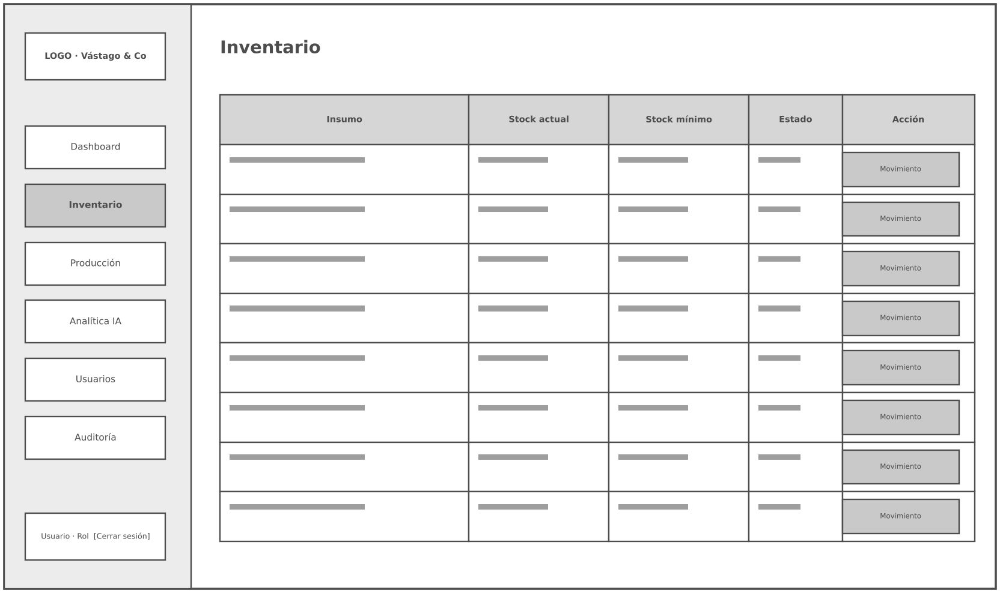 LOGO · Vástago & Co
Dashboard
Inventario
Producción
Analítica IA
Usuarios
Auditoría
Usuario · Rol  [Cerrar sesión]
Inventario
Insumo
Stock actual
Stock mínimo
Estado
Acción
Movimiento
Movimiento
Movimiento
Movimiento
Movimiento
Movimiento
Movimiento
Movimiento